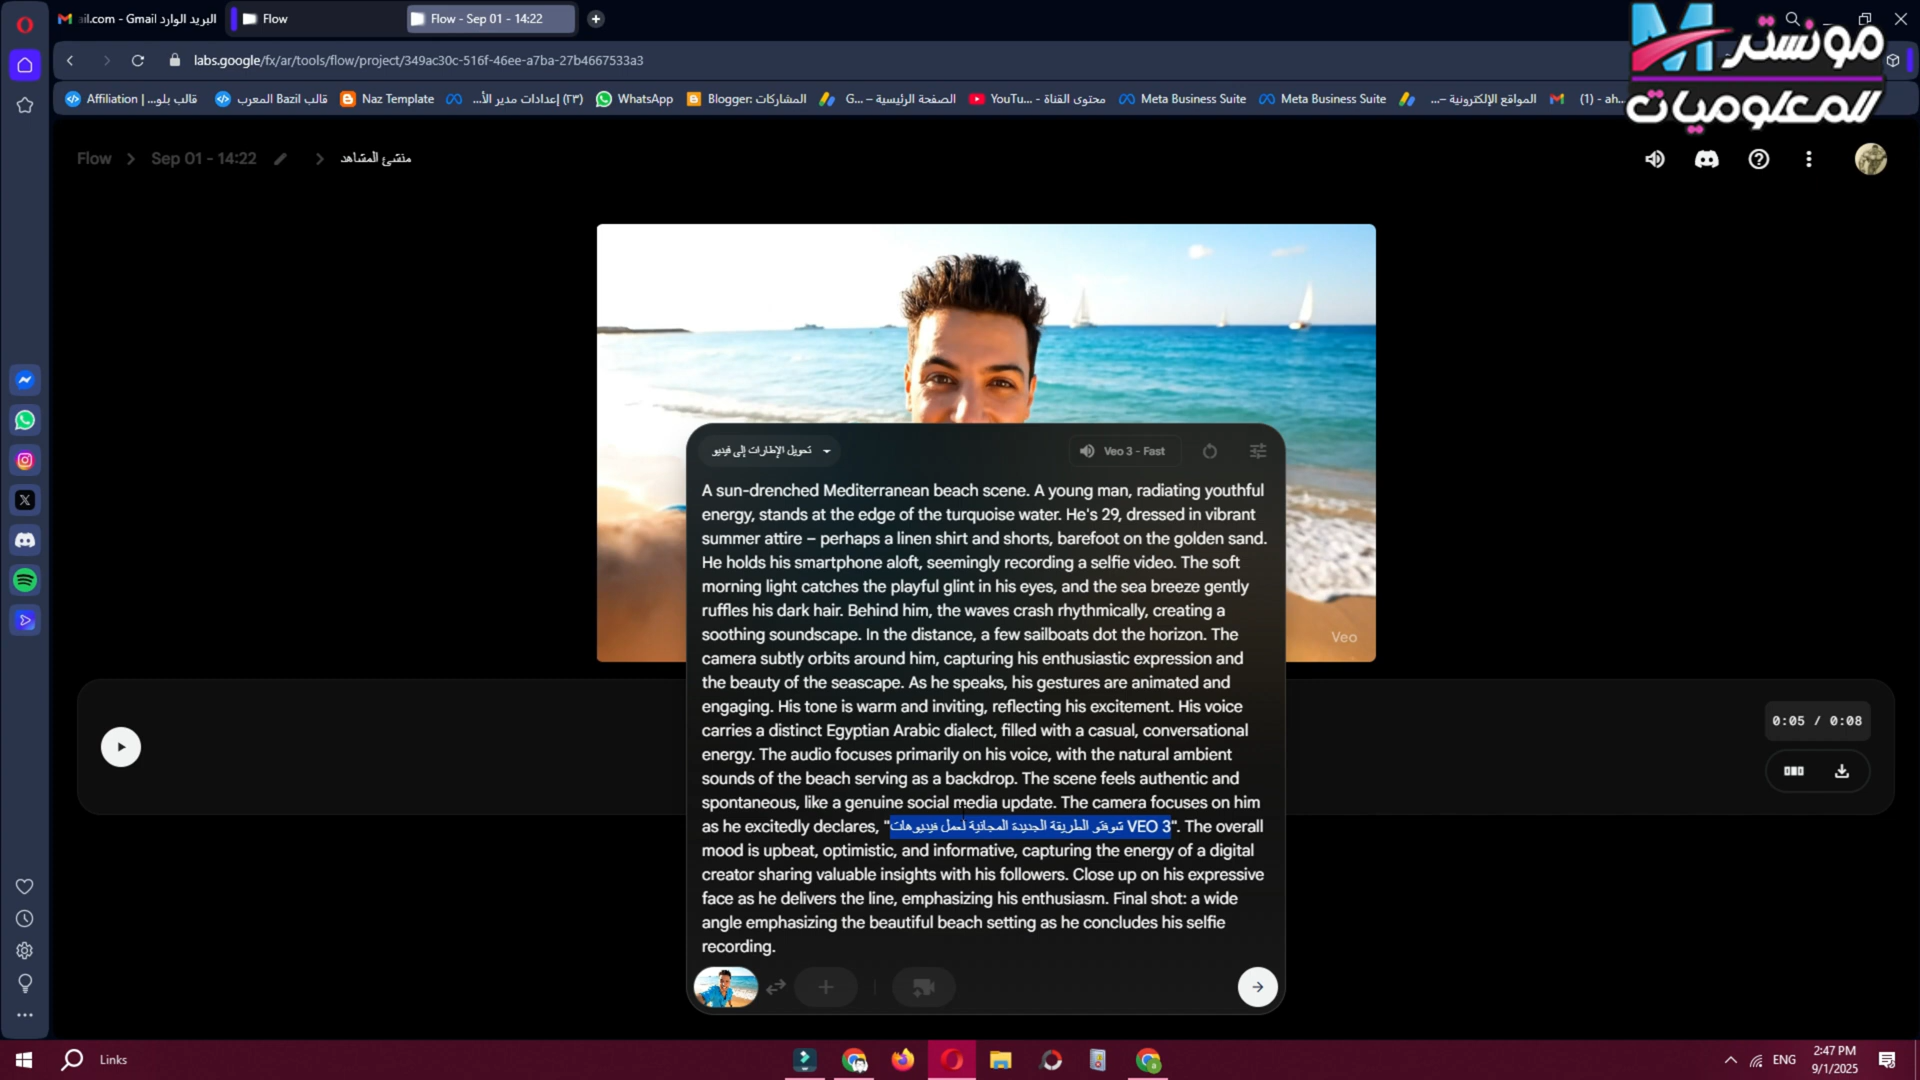 البريد الوارد Gmail - il.com
Flow
Flow - Sep 01 - 14:22
مونستر
للمعلوميات
labs.google/fx/ar/tools/flow/project/349ac30c-516f-46ee-a7ba-27b4667533a3
Affiliation | قالب بلو...
قالب Bazil المعرب
Naz Template
(٢٣) إعدادات مدير الأ...
WhatsApp
Blogger: المشاركات
الصفحة الرئيسية – G...
محتوى القناة - YouTu...
Meta Business Suite
Meta Business Suite
المواقع الإلكترونية –...
(1) - ah...
Flow > Sep 01 - 14:22 > منشئ المشاهد
تحويل الإطارات إلى فيديو
Veo 3 - Fast
A sun-drenched Mediterranean beach scene. A young man, radiating youthful
energy, stands at the edge of the turquoise water. He's 29, dressed in vibrant
summer attire – perhaps a linen shirt and shorts, barefoot on the golden sand.
He holds his smartphone aloft, seemingly recording a selfie video. The soft
morning light catches the playful glint in his eyes, and the sea breeze gently
ruffles his dark hair. Behind him, the waves crash rhythmically, creating a
soothing soundscape. In the distance, a few sailboats dot the horizon. The
camera subtly orbits around him, capturing his enthusiastic expression and
the beauty of the seascape. As he speaks, his gestures are animated and
engaging. His tone is warm and inviting, reflecting his excitement. His voice
carries a distinct Egyptian Arabic dialect, filled with a casual, conversational
energy. The audio focuses primarily on his voice, with the natural ambient
sounds of the beach serving as a backdrop. The scene feels authentic and
spontaneous, like a genuine social media update. The camera focuses on him
as he excitedly declares, "شوفتو الطريقة الجديدة المجانية لعمل فيديوهات VEO 3". The overall
mood is upbeat, optimistic, and informative, capturing the energy of a digital
creator sharing valuable insights with his followers. Close up on his expressive
face as he delivers the line, emphasizing his enthusiasm. Final shot: a wide
angle emphasizing the beautiful beach setting as he concludes his selfie
recording.
Veo
0:05 / 0:08
Links
ENG
2:47 PM
9/1/2025